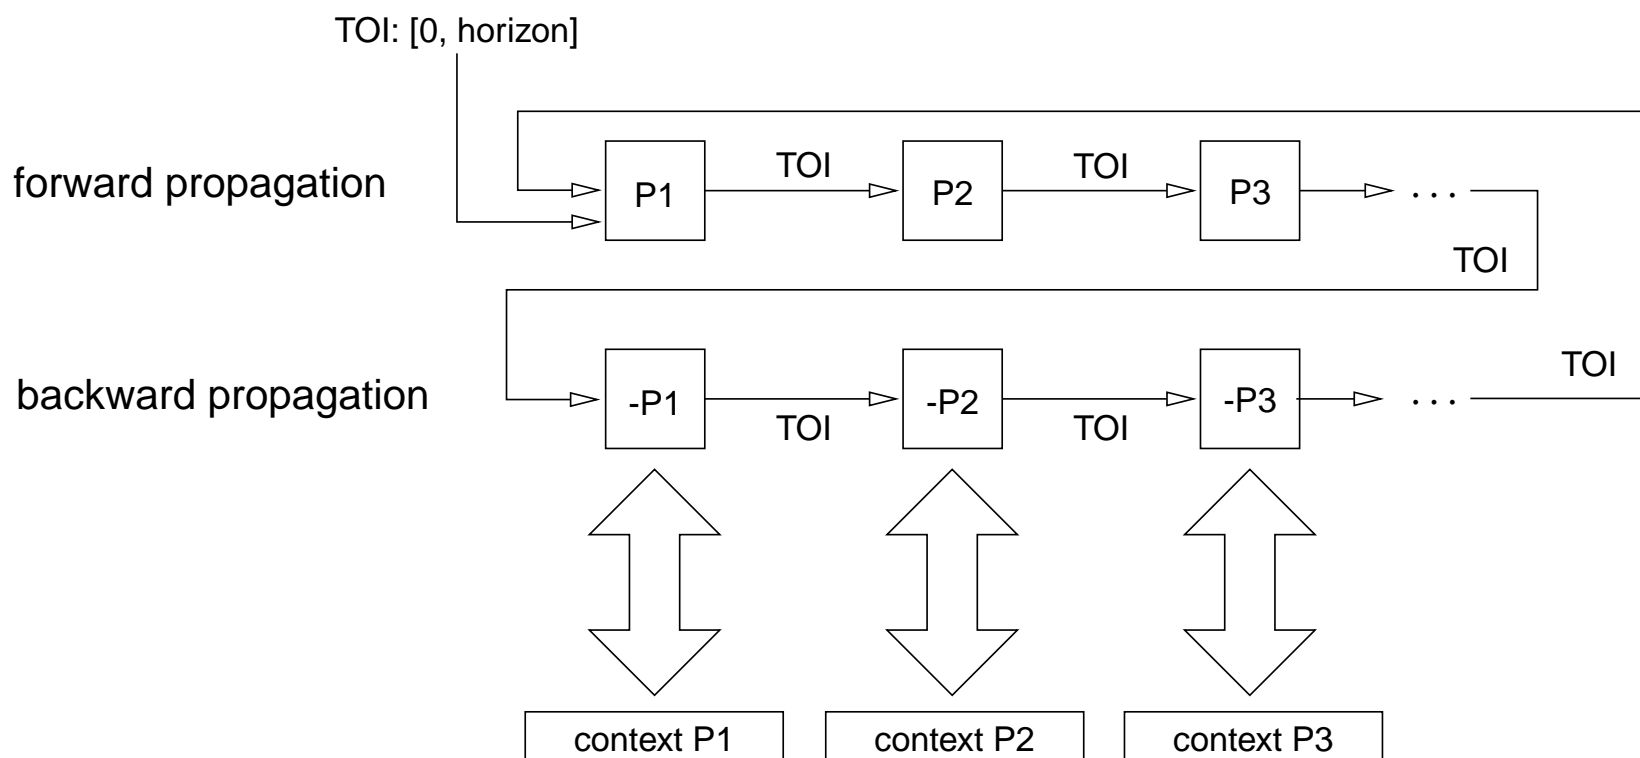 TOI: [0, horizon]
forward propagation
P1
TOI
P2
TOI
P3
. . .
TOI
backward propagation
-P1
TOI
-P2
TOI
-P3
. . .
TOI
context P1
context P2
context P3